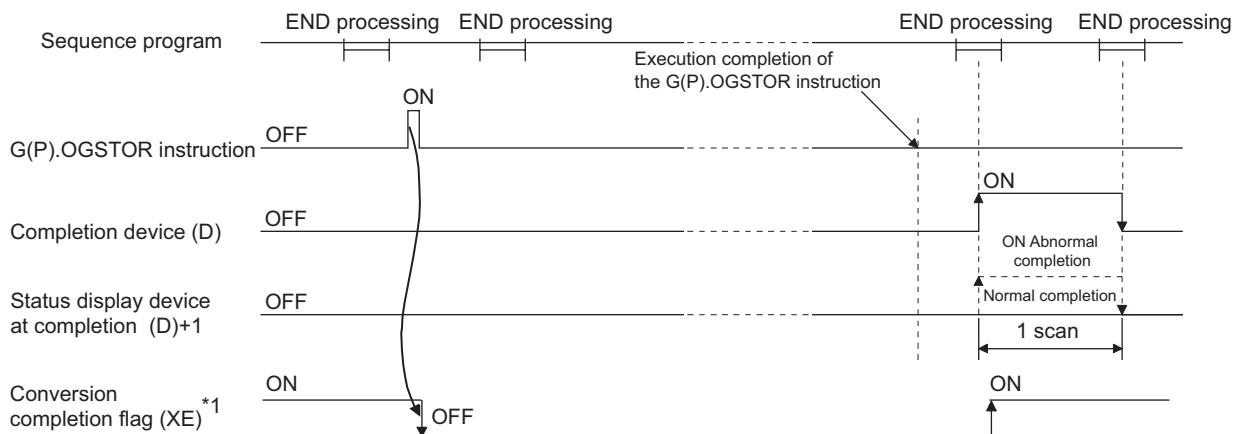 END processing
END processing
END processing
END processing
Sequence program
Execution completion of
the G(P).OGSTOR instruction
ON
OFF
G(P).OGSTOR instruction
ON
OFF
Completion device (D)
ON Abnormal
completion
Status display device
at completion (D)+1
OFF
Normal completion
1 scan
ON
ON
Conversion
completion flag (XE)*1
OFF